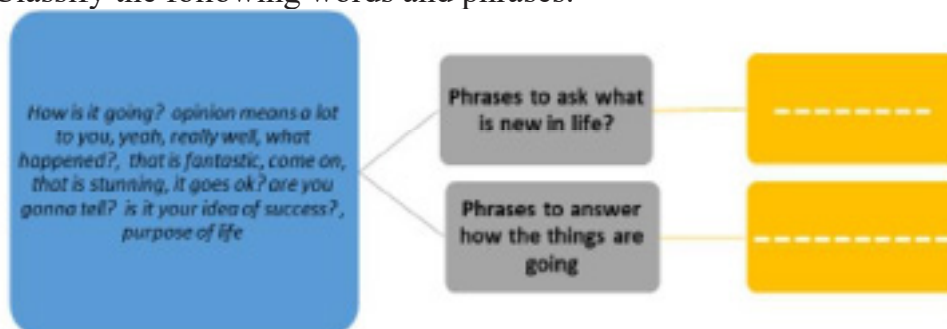 Classify the following words and phrases.
How is it going? opinion means a lot
to you, yeah, really well, what
happened?, that is fantastic, come on,
that is stunning, it goes ok? are you
gonna tell? is it your idea of success?,
purpose of life
Phrases to ask what
is new in life?
Phrases to answer
how the things are
going